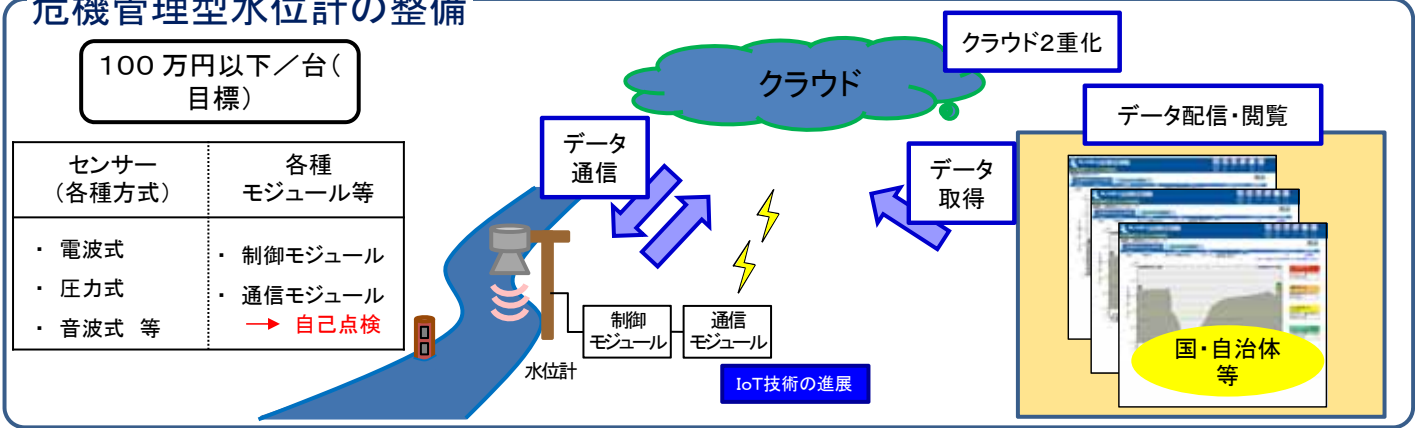 危機管理型水位計の整備
１００万円以下／台（
目標）
センサー
（各種方式）
各種
モジュール等
・ 電波式
・ 圧力式
・ 音波式 等
・ 制御モジュール
・ 通信モジュール
→ 自己点検
クラウド
クラウド２重化
データ
通信
データ
取得
データ配信・閲覧
水位計
制御
モジュール
通信
モジュール
IoT技術の進展
国・自治体
等